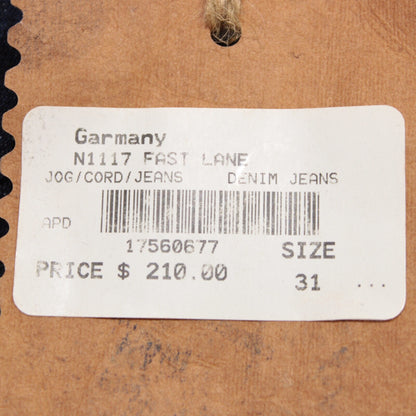 Garmany
N1117 FAST LANE
JOG/CORD/JEANS DENIM JEANS
APD
17560677 SIZE
PRICE $ 210.00 31 ...